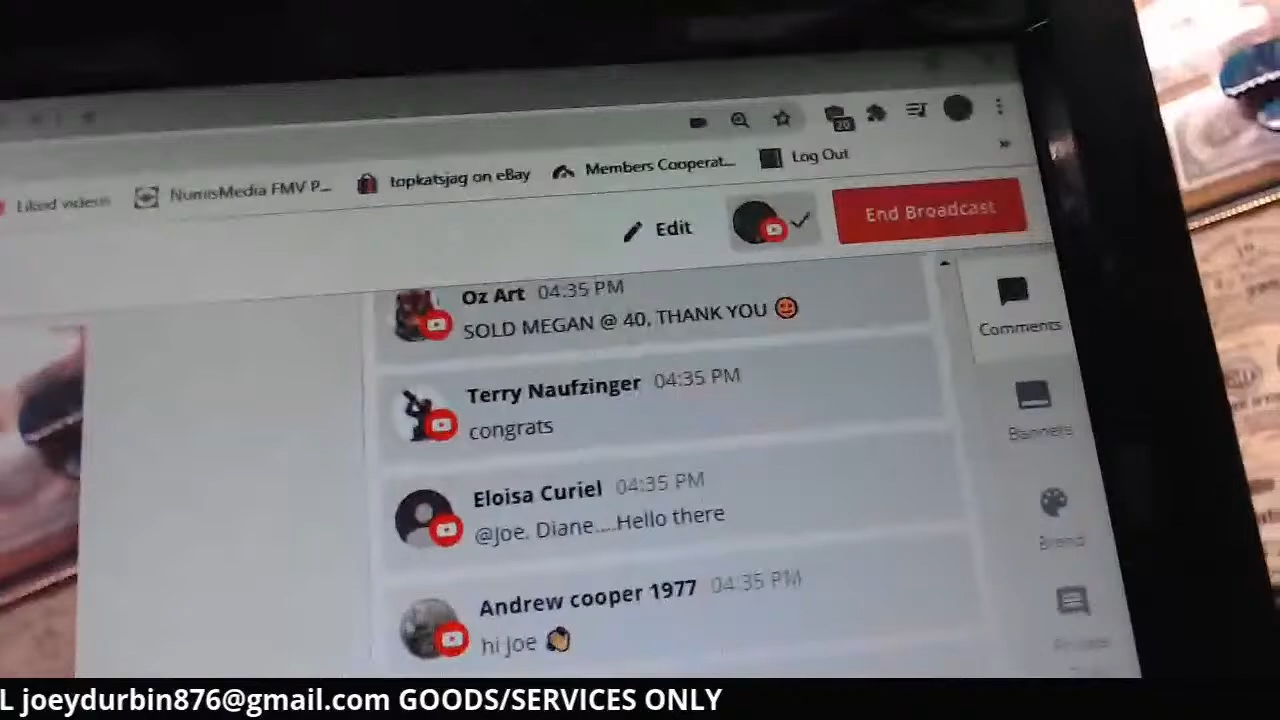 20
Liked videos
NumisMedia FMV P...
topkatsjag on eBay
Members Cooperat...
Log Out
Edit
End Broadcast
Oz Art 04:35 PM
SOLD MEGAN @ 40, THANK YOU
Terry Naufzinger 04:35 PM
congrats
Eloisa Curiel 04:35 PM
@Joe. Diane....Hello there
Andrew cooper 1977 04:35 PM
hi Joe
Comments
Banners
Brand
Private
L joeydurbin876@gmail.com GOODS/SERVICES ONLY